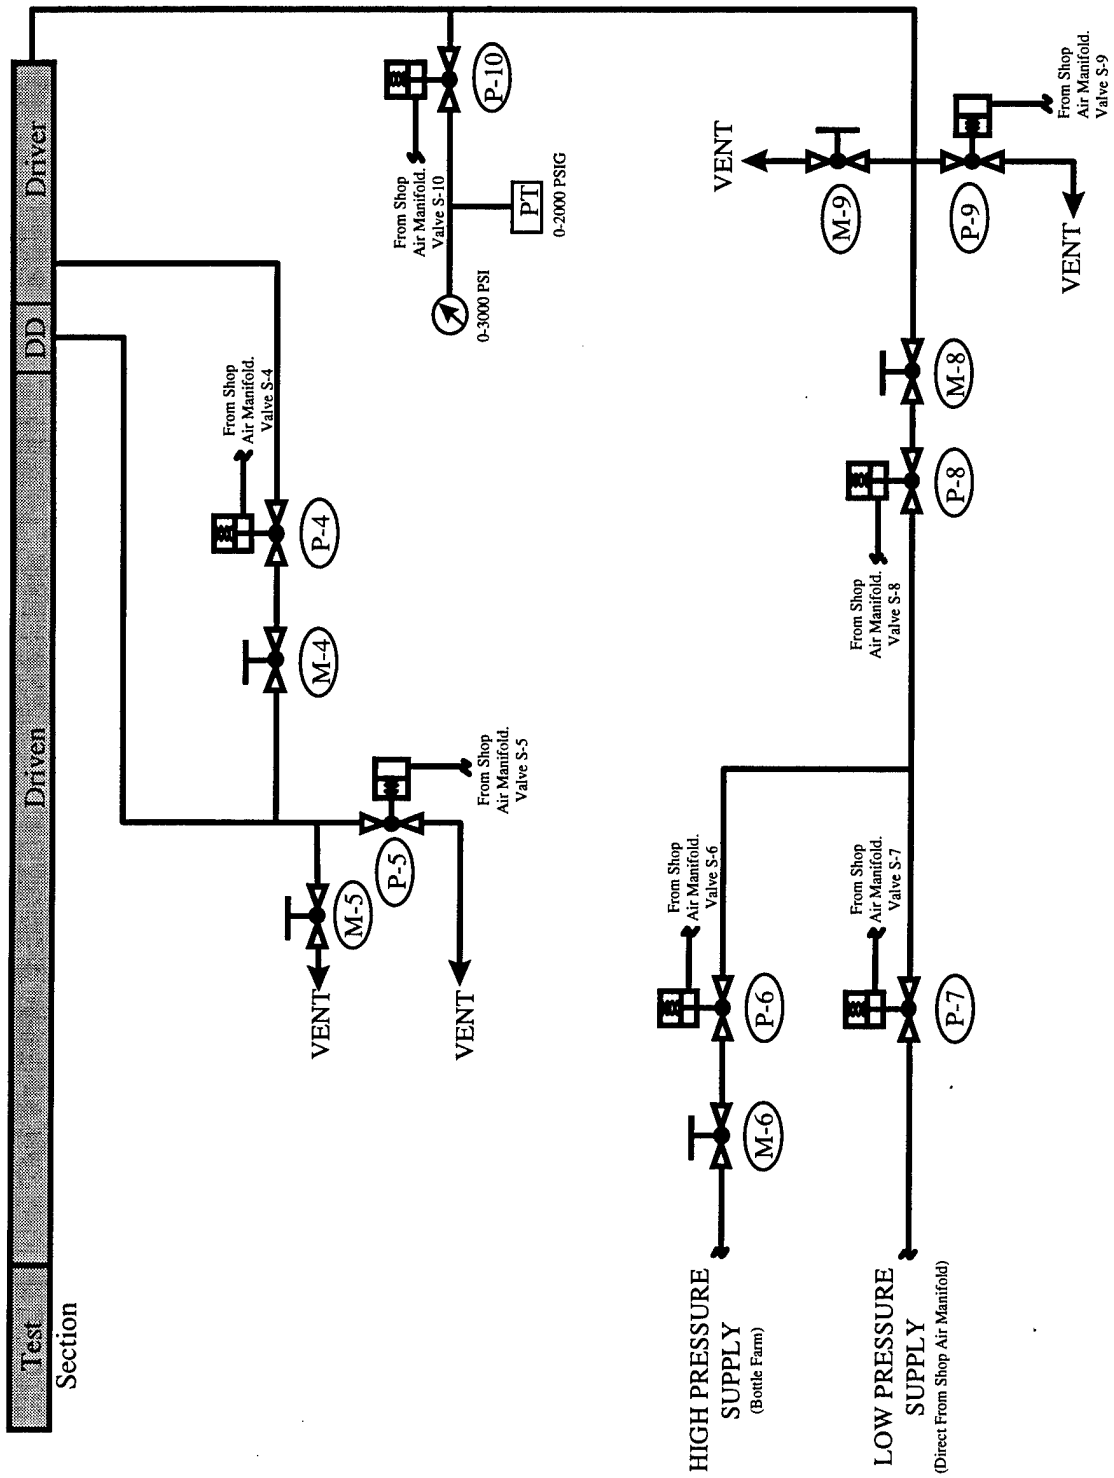 Test
Section
Driven
DD
Driver
From Shop
Air Manifold.
Valve S-4
P-4
M-4
From Shop
Air Manifold.
Valve S-5
P-5
M-5
VENT
VENT
From Shop
Air Manifold.
Valve S-10
P-10
PT
0-2000 PSIG
0-3000 PSI
HIGH PRESSURE
SUPPLY
(Bottle Farm)
M-6
P-6
From Shop
Air Manifold.
Valve S-6
LOW PRESSURE
SUPPLY
(Direct From Shop Air Manifold)
P-7
From Shop
Air Manifold.
Valve S-7
From Shop
Air Manifold.
Valve S-8
P-8
M-8
VENT
M-9
P-9
VENT
From Shop
Air Manifold.
Valve S-9